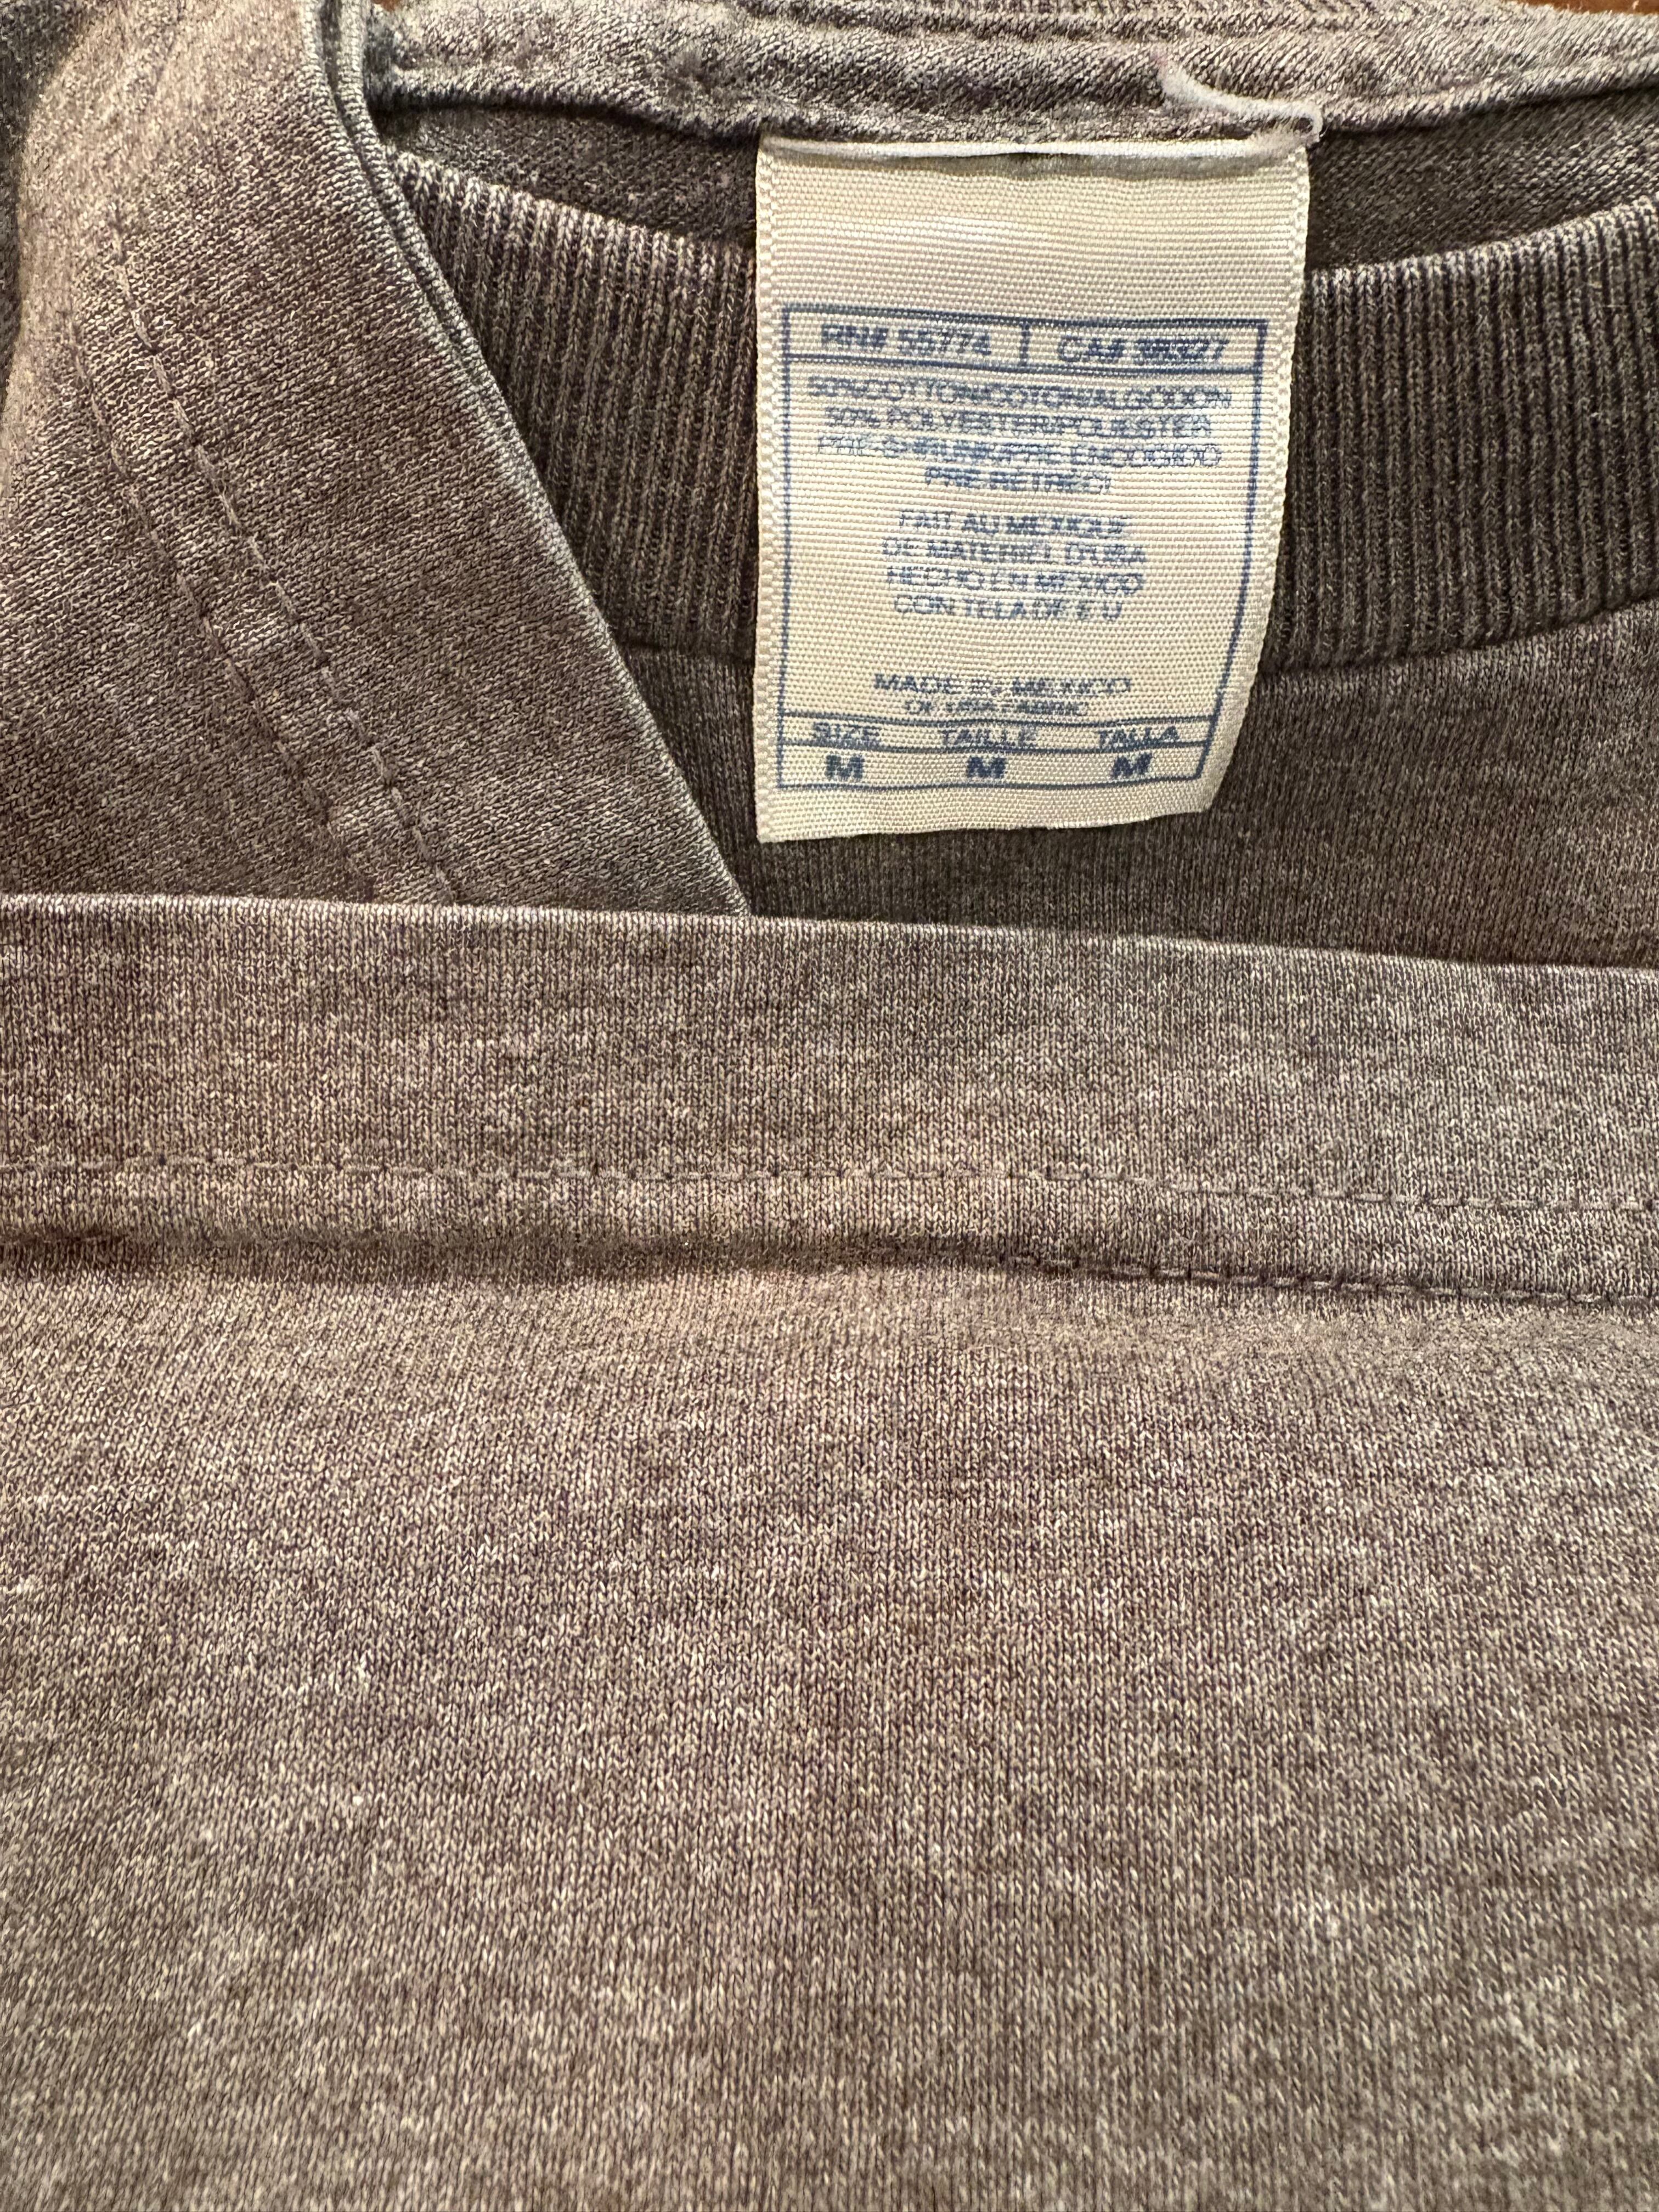 RN# 55774 | CA# 38327
50% COTTON/COTON/ALGODON
50% POLYESTER/POLIESTER
PRE-SHRUNK/PRE ENCOGIDO
PRE RETRECI
FAIT AU MEXIQUE
DE MATERIEL D'USA
HECHO EN MEXICO
CON TELA DE E U
MADE IN MEXICO
OF USA FABRIC
SIZE TAILLE TALLA
M M M